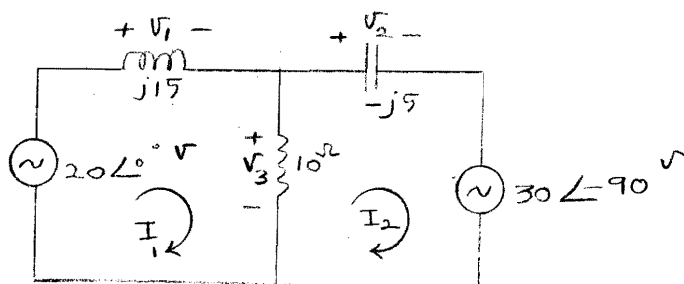 + V₁ −
j15
+ V₂ −
−j5
20∠0° V
+
V₃
−
10Ω
I₁
I₂
30∠−90 V